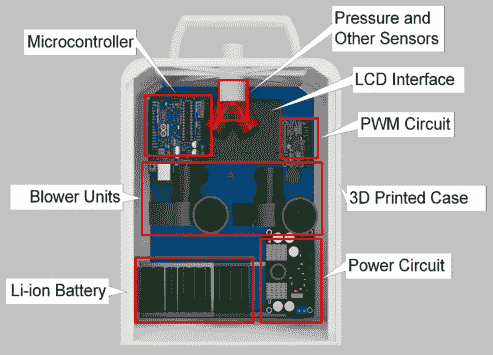 Pressure and
Other Sensors
Microcontroller
LCD Interface
PWM Circuit
Blower Units
3D Printed Case
Power Circuit
Li-ion Battery